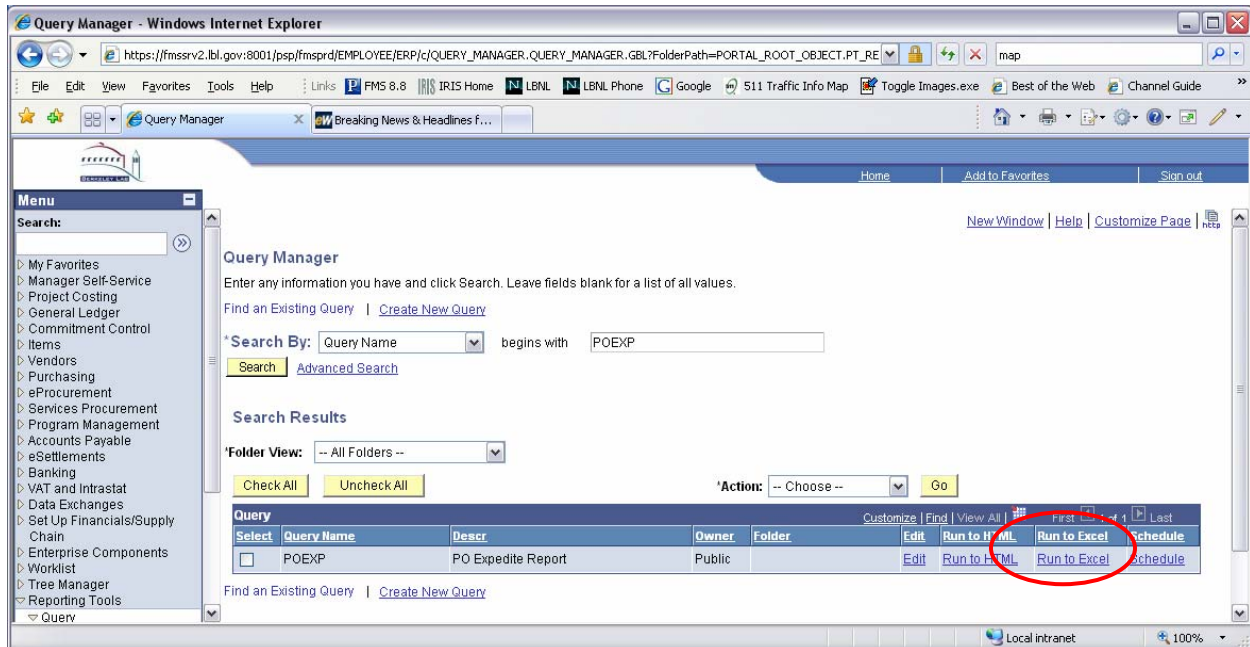 Query Manager - Windows Internet Explorer
https://fmssrv2.lbl.gov:8001/psp/fmsprd/EMPLOYEE/ERP/c/QUERY_MANAGER.QUERY_MANAGER.GBL?FolderPath=PORTAL_ROOT_OBJECT.PT_RE map
File Edit View Favorites Tools Help Links FMS 8.8 IRIS Home LBNL LBNL Phone Google 511 Traffic Info Map Toggle Images.exe Best of the Web Channel Guide
Query Manager Breaking News & Headlines f...
BERKELEY LAB
Home Add to Favorites Sign out
Menu
Search:
New Window | Help | Customize Page | http
My Favorites
Manager Self-Service
Project Costing
General Ledger
Commitment Control
Items
Vendors
Purchasing
eProcurement
Services Procurement
Program Management
Accounts Payable
eSettlements
Banking
VAT and Intrastat
Data Exchanges
Set Up Financials/Supply
Chain
Enterprise Components
Worklist
Tree Manager
Reporting Tools
Query
Query Manager
Enter any information you have and click Search. Leave fields blank for a list of all values.
Find an Existing Query | Create New Query
*Search By: Query Name begins with POEXP
Search Advanced Search
Search Results
*Folder View: -- All Folders --
Check All Uncheck All *Action: -- Choose -- Go
Query Customize | Find | View All | First 1 of 1 Last
Select Query Name Descr Owner Folder Edit Run to HTML Run to Excel Schedule
POEXP PO Expedite Report Public Edit Run to HTML Run to Excel Schedule
Find an Existing Query | Create New Query
Local intranet 100%